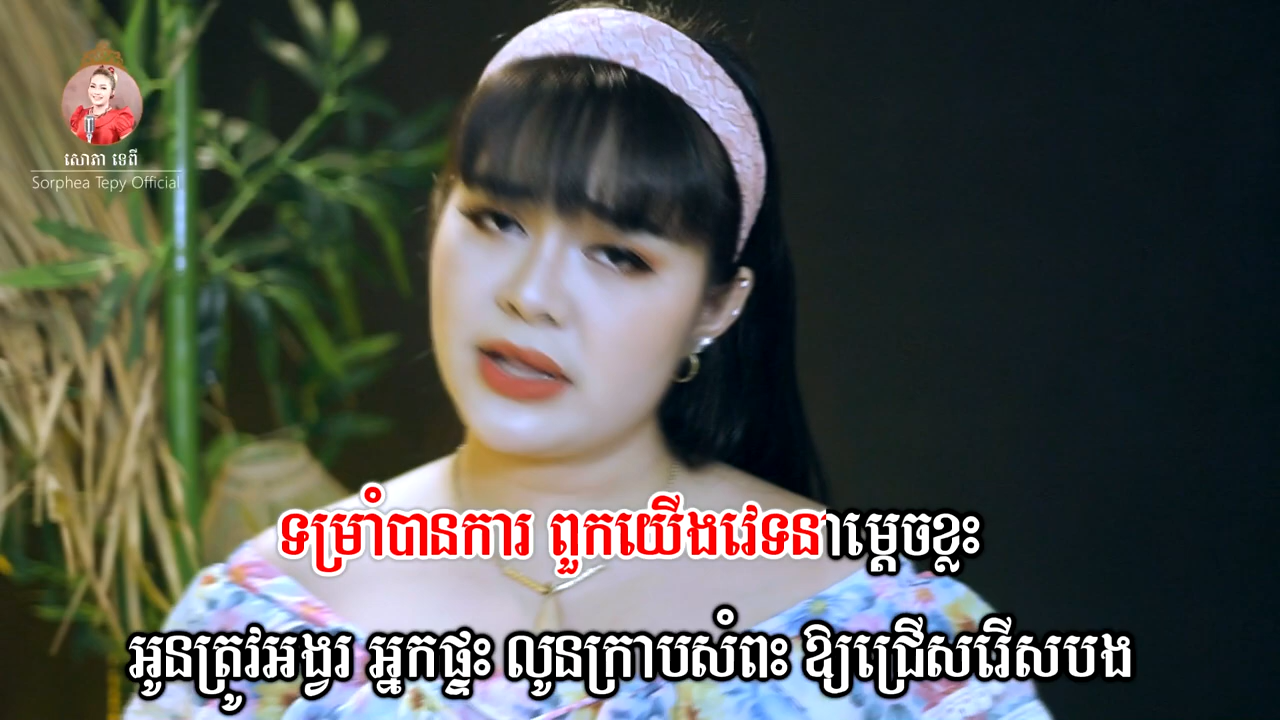 សោភា ទេពី
Sorphea Tepy Official
ទម្រាំបានការ ពួកយើងវេទនាម្ដេចខ្លះ
អូនត្រូវអង្វរ អ្នកផ្ទះ លូនក្រាបសំពះ ឱ្យជ្រើសរើសបង